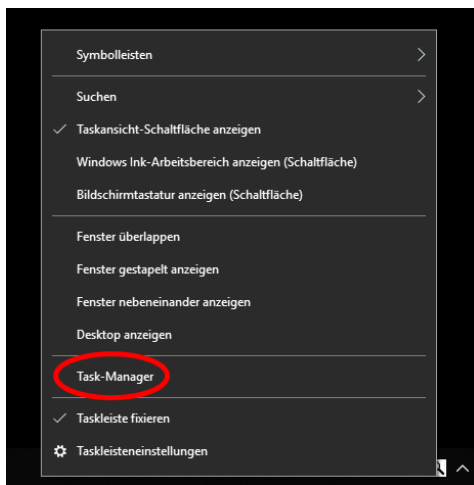 Symbolleisten
Suchen
Taskansicht-Schaltfläche anzeigen
Windows Ink-Arbeitsbereich anzeigen (Schaltfläche)
Bildschirmtastatur anzeigen (Schaltfläche)
Fenster überlappen
Fenster gestapelt anzeigen
Fenster nebeneinander anzeigen
Desktop anzeigen
Task-Manager
Taskleiste fixieren
Taskleisteneinstellungen